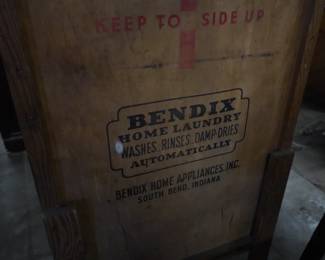 KEEP TO SIDE UP
BENDIX
HOME LAUNDRY
WASHES, RINSES, DAMP-DRIES
AUTOMATICALLY
BENDIX HOME APPLIANCES, INC.
SOUTH BEND, INDIANA